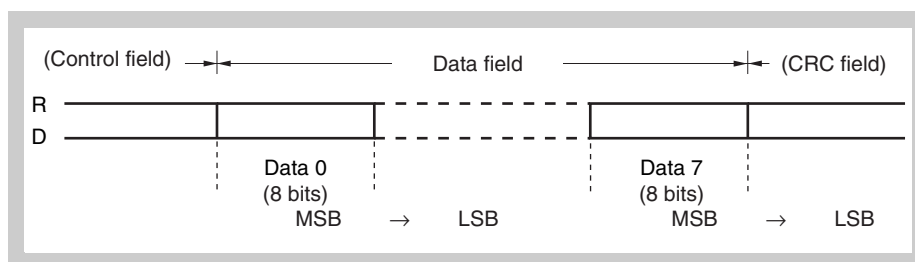 (Control field) Data field (CRC field)
R
D
Data 0 Data 7
(8 bits) (8 bits)
MSB → LSB MSB → LSB